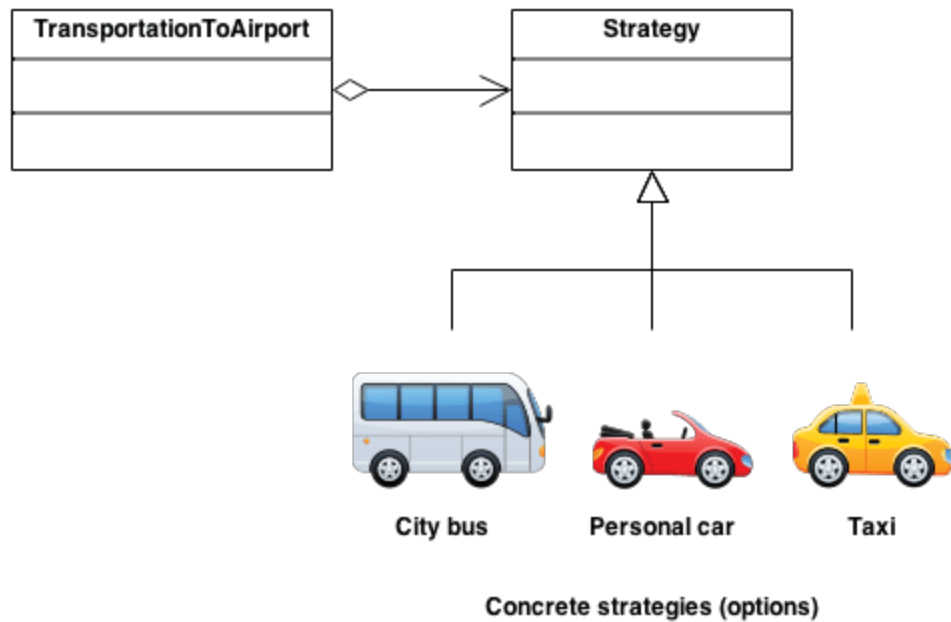 TransportationToAirport
Strategy
City bus
Personal car
Taxi
Concrete strategies (options)